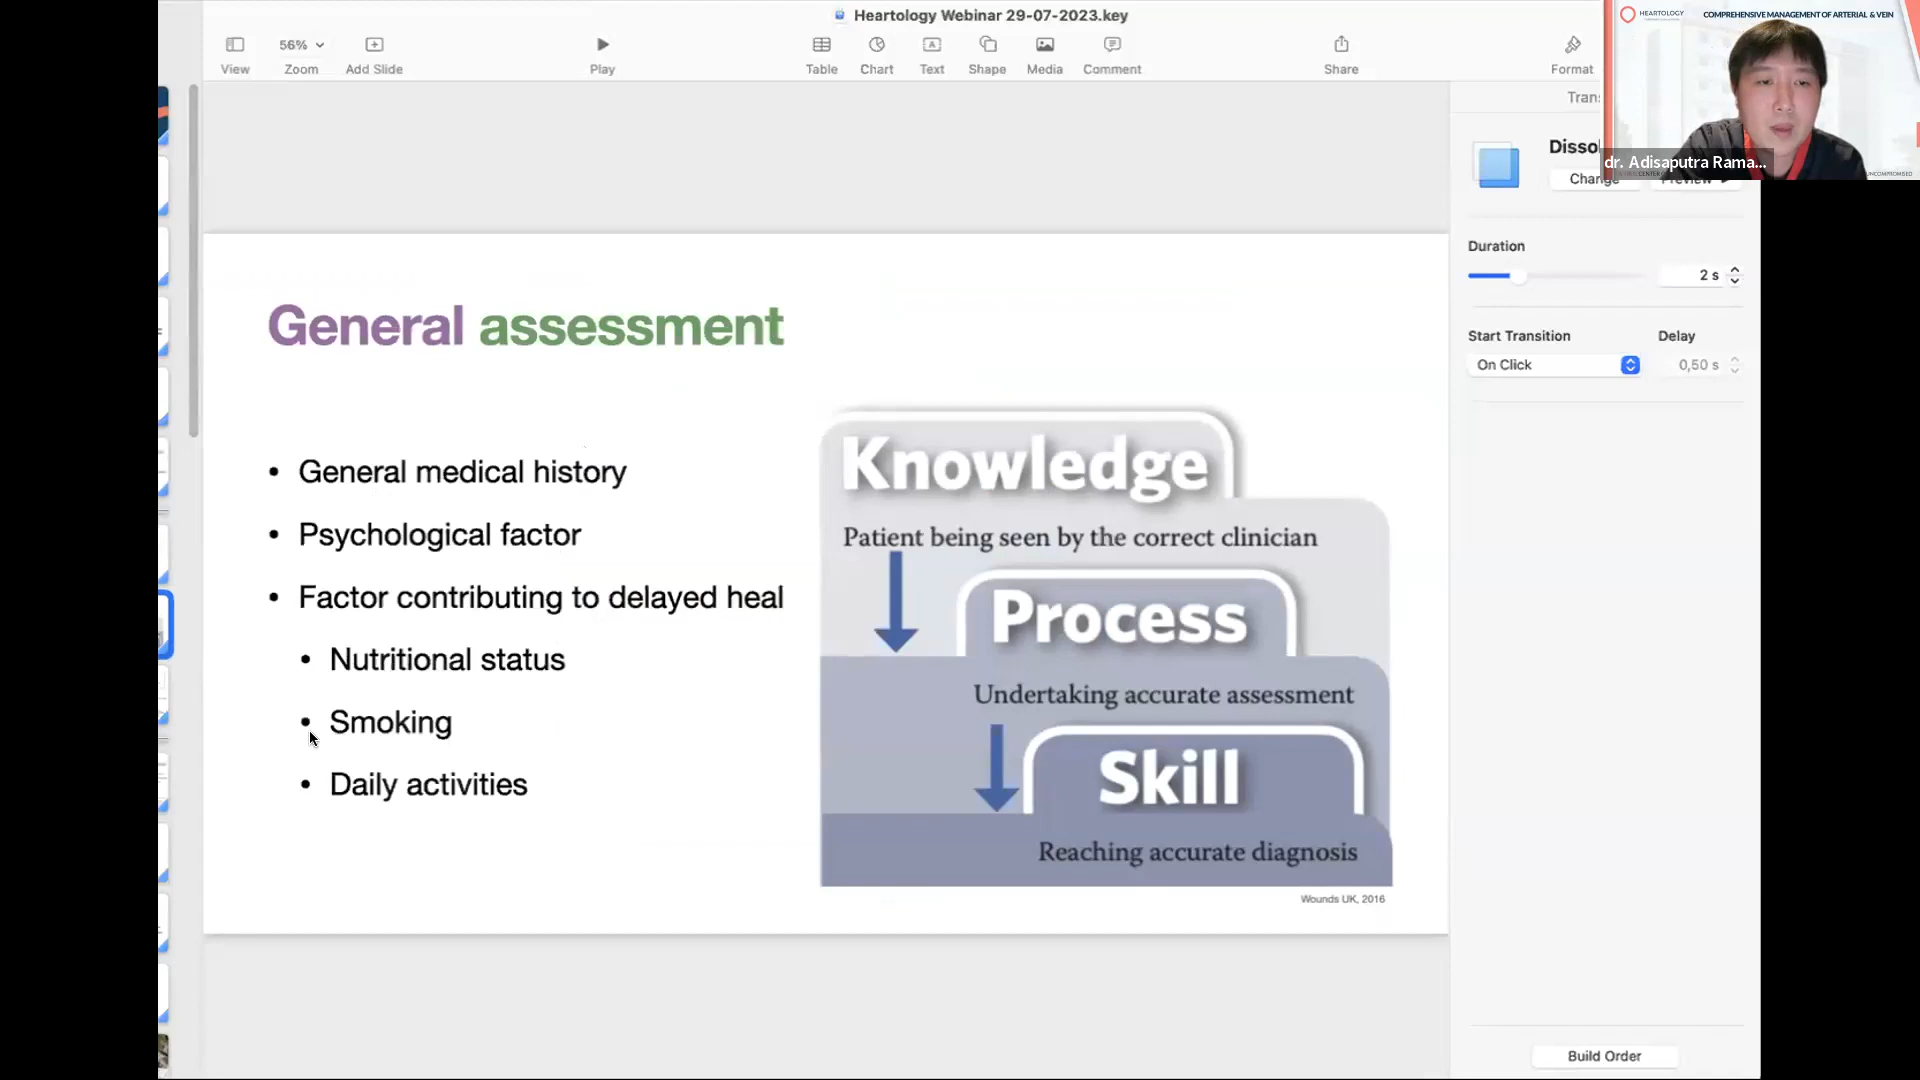 Heartology Webinar 29-07-2023.key
56%
View
Zoom
Add Slide
Play
Table
Chart
Text
Shape
Media
Comment
Share
Format
HEARTOLOGY
COMPREHENSIVE MANAGEMENT OF ARTERIAL & VEIN
dr. Adisaputra Rama...
UNCOMPROMISED
Tran
Disso
Change
Preview
Duration
2 s
Start Transition
Delay
On Click
0,50 s
Build Order
General assessment
• General medical history
• Psychological factor
• Factor contributing to delayed heal
• Nutritional status
• Smoking
• Daily activities
Knowledge
Patient being seen by the correct clinician
Process
Undertaking accurate assessment
Skill
Reaching accurate diagnosis
Wounds UK, 2016